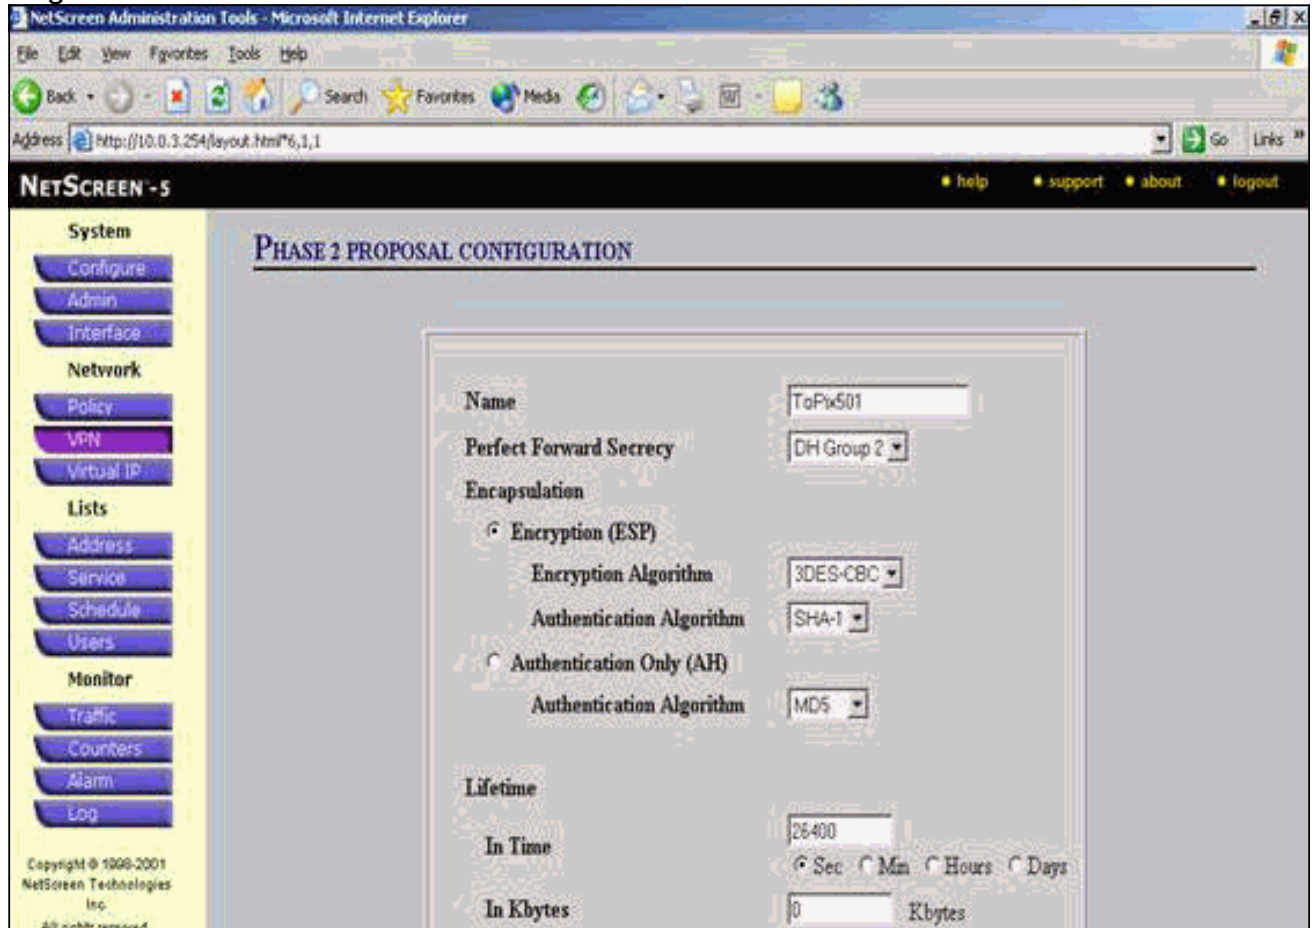 NetScreen Administration Tools - Microsoft Internet Explorer
File Edit View Favorites Tools Help
Back Search Favorites Media
Address http://10.0.3.254/layout.html*6,1,1 Go Links »
NETSCREEN -5 help support about logout
System
Configure
Admin
Interface
Network
Policy
VPN
Virtual IP
Lists
Address
Service
Schedule
Users
Monitor
Traffic
Counters
Alarm
Log
Copyright © 1998-2001
NetScreen Technologies
Inc.
All rights reserved
PHASE 2 PROPOSAL CONFIGURATION
Name ToPix501
Perfect Forward Secrecy DH Group 2
Encapsulation
Encryption (ESP)
Encryption Algorithm 3DES-CBC
Authentication Algorithm SHA-1
Authentication Only (AH)
Authentication Algorithm MD5
Lifetime
In Time 26400
Sec Min Hours Days
In Kbytes 0 Kbytes